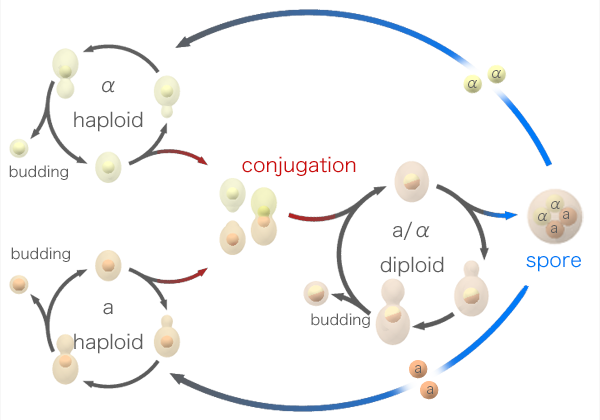 α
haploid
budding
α
α
conjugation
a/α
diploid
budding
α
α
a
a
spore
budding
a
haploid
a
a